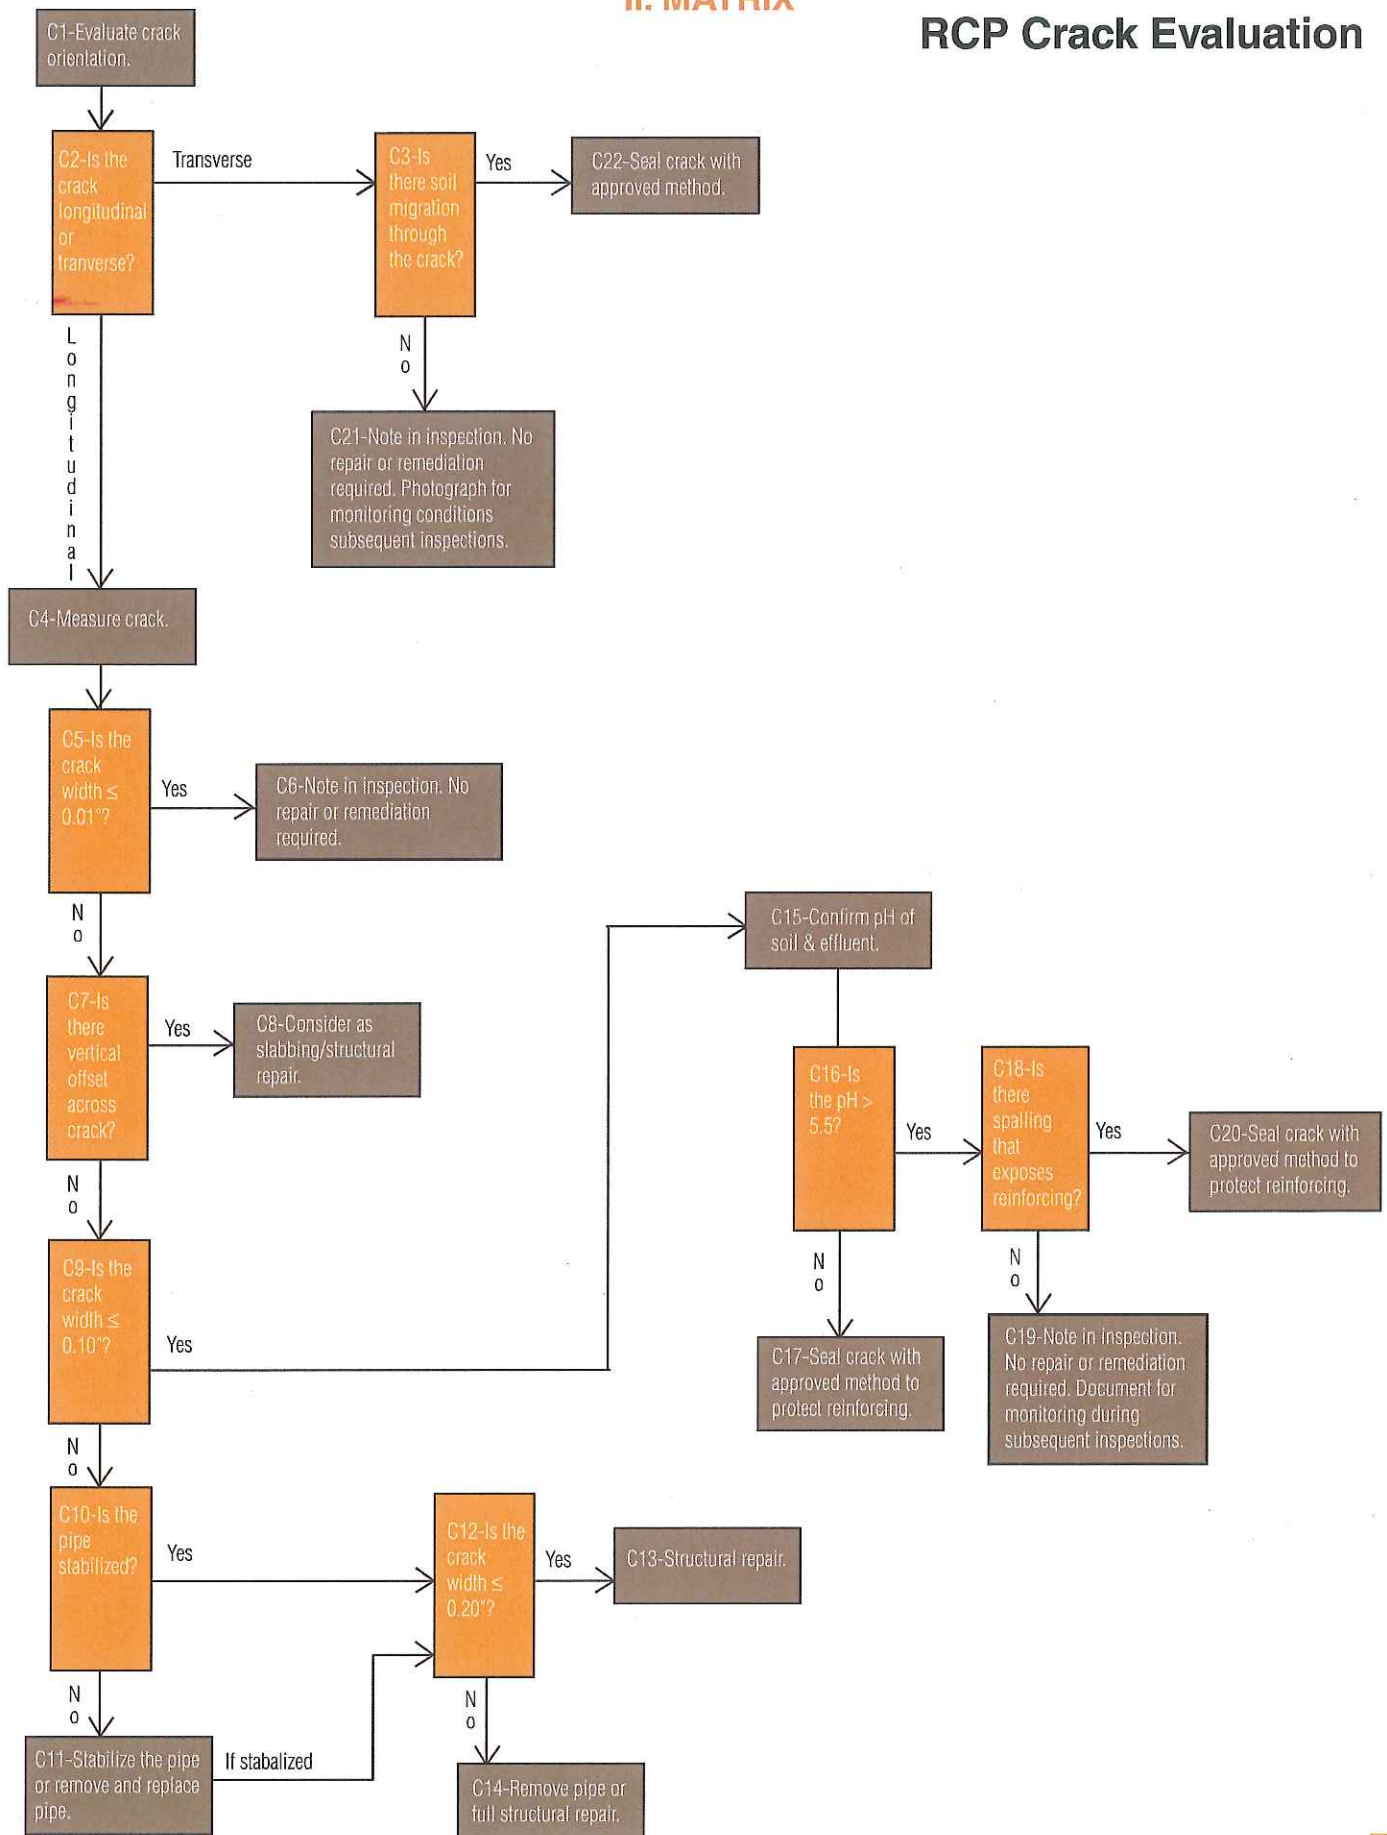 II. MATRIX
RCP Crack Evaluation
C1-Evaluate crack
orientation.
C2-Is the
crack
longitudinal
or
tranverse?
Transverse
C3-Is
there soil
migration
through
the crack?
Yes
C22-Seal crack with
approved method.
Longitudinal
No
C21-Note in inspection. No
repair or remediation
required. Photograph for
monitoring conditions
subsequent inspections.
C4-Measure crack.
C5-Is the
crack
width ≤
0.01"?
Yes
C6-Note in inspection. No
repair or remediation
required.
No
C7-Is
there
vertical
offset
across
crack?
Yes
C8-Consider as
slabbing/structural
repair.
No
C9-Is the
crack
width ≤
0.10"?
Yes
C15-Confirm pH of
soil & effluent.
C16-Is
the pH >
5.5?
Yes
C18-Is
there
spalling
that
exposes
reinforcing?
Yes
C20-Seal crack with
approved method to
protect reinforcing.
No
C17-Seal crack with
approved method to
protect reinforcing.
No
C19-Note in inspection.
No repair or remediation
required. Document for
monitoring during
subsequent inspections.
No
C10-Is the
pipe
stabilized?
Yes
C12-Is the
crack
width ≤
0.20"?
Yes
C13-Structural repair.
No
C11-Stabilize the pipe
or remove and replace
pipe.
If stabalized
No
C14-Remove pipe or
full structural repair.